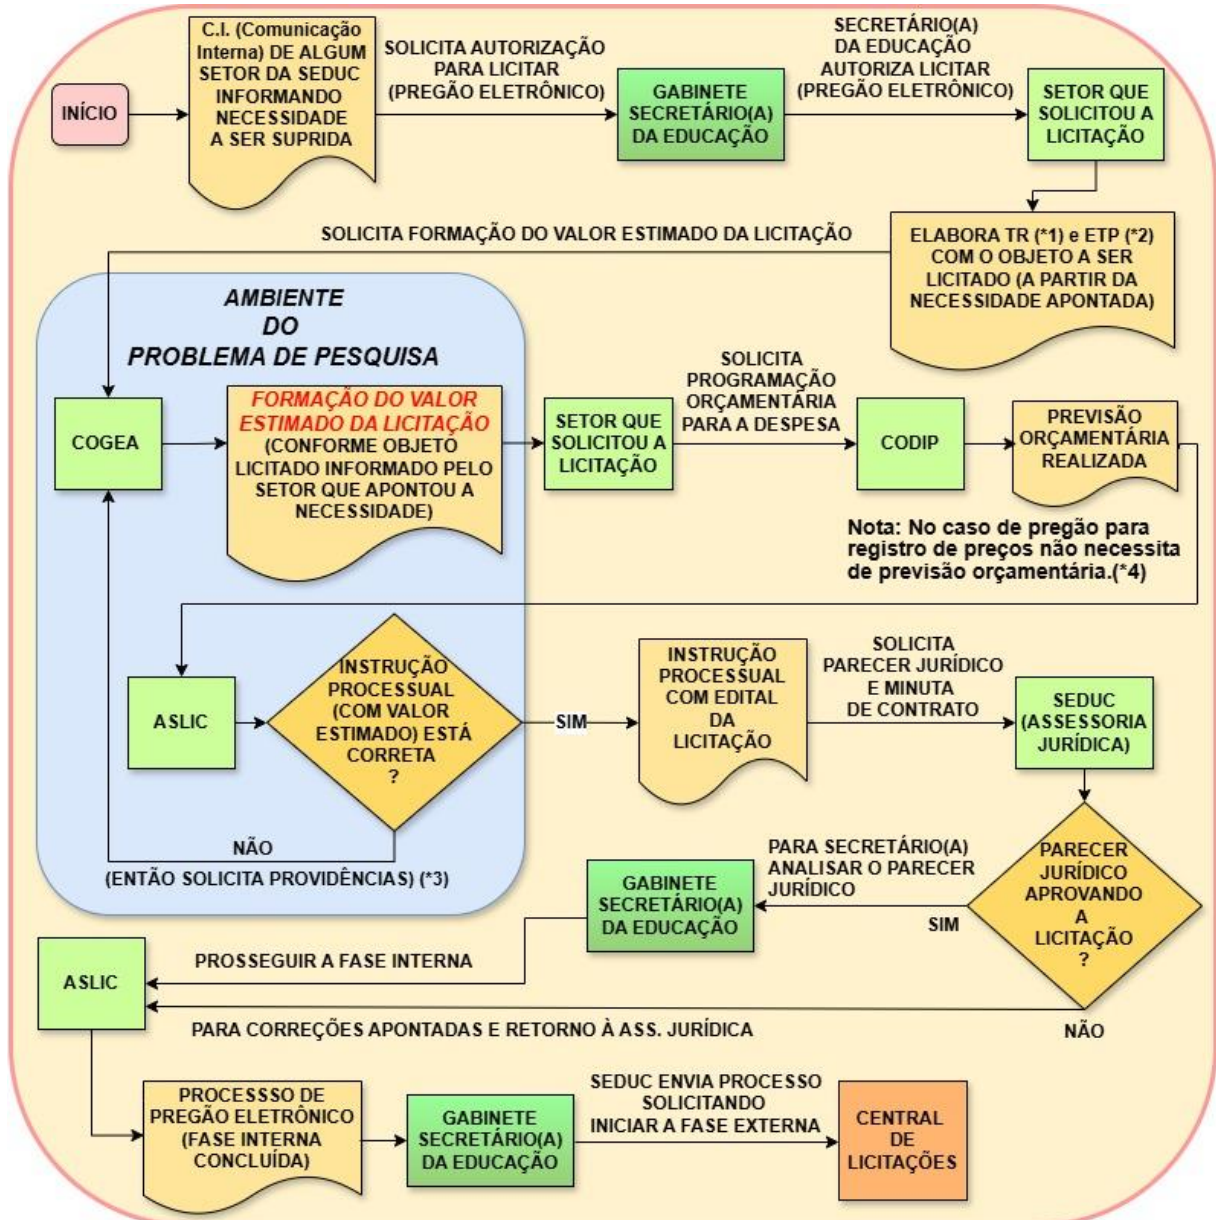 INÍCIO
C.I. (Comunicação
Interna) DE ALGUM
SETOR DA SEDUC
INFORMANDO
NECESSIDADE
A SER SUPRIDA
SOLICITA AUTORIZAÇÃO
PARA LICITAR
(PREGÃO ELETRÔNICO)
GABINETE
SECRETÁRIO(A)
DA EDUCAÇÃO
SECRETÁRIO(A)
DA EDUCAÇÃO
AUTORIZA LICITAR
(PREGÃO ELETRÔNICO)
SETOR QUE
SOLICITOU A
LICITAÇÃO
ELABORA TR (*1) e ETP (*2)
COM O OBJETO A SER
LICITADO (A PARTIR DA
NECESSIDADE APONTADA)
SOLICITA FORMAÇÃO DO VALOR ESTIMADO DA LICITAÇÃO
AMBIENTE
DO
PROBLEMA DE PESQUISA
COGEA
FORMAÇÃO DO VALOR
ESTIMADO DA LICITAÇÃO
(CONFORME OBJETO
LICITADO INFORMADO PELO
SETOR QUE APONTOU A
NECESSIDADE)
SETOR QUE
SOLICITOU A
LICITAÇÃO
SOLICITA
PROGRAMAÇÃO
ORÇAMENTÁRIA
PARA A DESPESA
CODIP
PREVISÃO
ORÇAMENTÁRIA
REALIZADA
Nota: No caso de pregão para
registro de preços não necessita
de previsão orçamentária.(*4)
ASLIC
INSTRUÇÃO
PROCESSUAL
(COM VALOR
ESTIMADO) ESTÁ
CORRETA
?
SIM
INSTRUÇÃO
PROCESSUAL
COM EDITAL
DA
LICITAÇÃO
SOLICITA
PARECER JURÍDICO
E MINUTA
DE CONTRATO
SEDUC
(ASSESSORIA
JURÍDICA)
NÃO
(ENTÃO SOLICITA PROVIDÊNCIAS) (*3)
PARECER
JURÍDICO
APROVANDO
A
LICITAÇÃO
?
SIM
PARA SECRETÁRIO(A)
ANALISAR O PARECER
JURÍDICO
GABINETE
SECRETÁRIO(A)
DA EDUCAÇÃO
PROSSEGUIR A FASE INTERNA
ASLIC
NÃO
PARA CORREÇÕES APONTADAS E RETORNO À ASS. JURÍDICA
PROCESSSO DE
PREGÃO ELETRÔNICO
(FASE INTERNA
CONCLUÍDA)
GABINETE
SECRETÁRIO(A)
DA EDUCAÇÃO
SEDUC ENVIA PROCESSO
SOLICITANDO
INICIAR A FASE EXTERNA
CENTRAL
DE
LICITAÇÕES